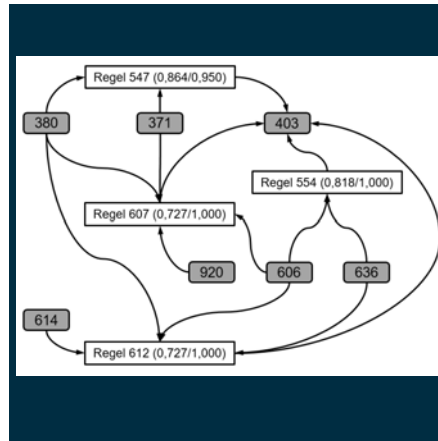 Regel 547 (0,864/0,950)
380
371
403
Regel 554 (0,818/1,000)
Regel 607 (0,727/1,000)
920
606
636
614
Regel 612 (0,727/1,000)